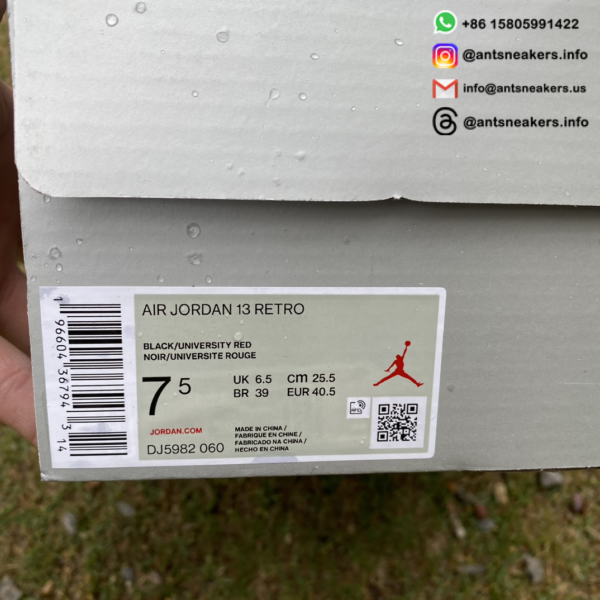 +86 15805991422
@antsneakers.info
info@antsneakers.us
@antsneakers.info
AIR JORDAN 13 RETRO
BLACK/UNIVERSITY RED
NOIR/UNIVERSITE ROUGE
7 5
UK 6.5 cm 25.5
BR 39 EUR 40.5
JORDAN.COM
DJ5982 060
MADE IN CHINA /
FABRIQUE EN CHINE /
FABRICADO NA CHINA /
HECHO EN CHINA
1 96604 36794 3 14